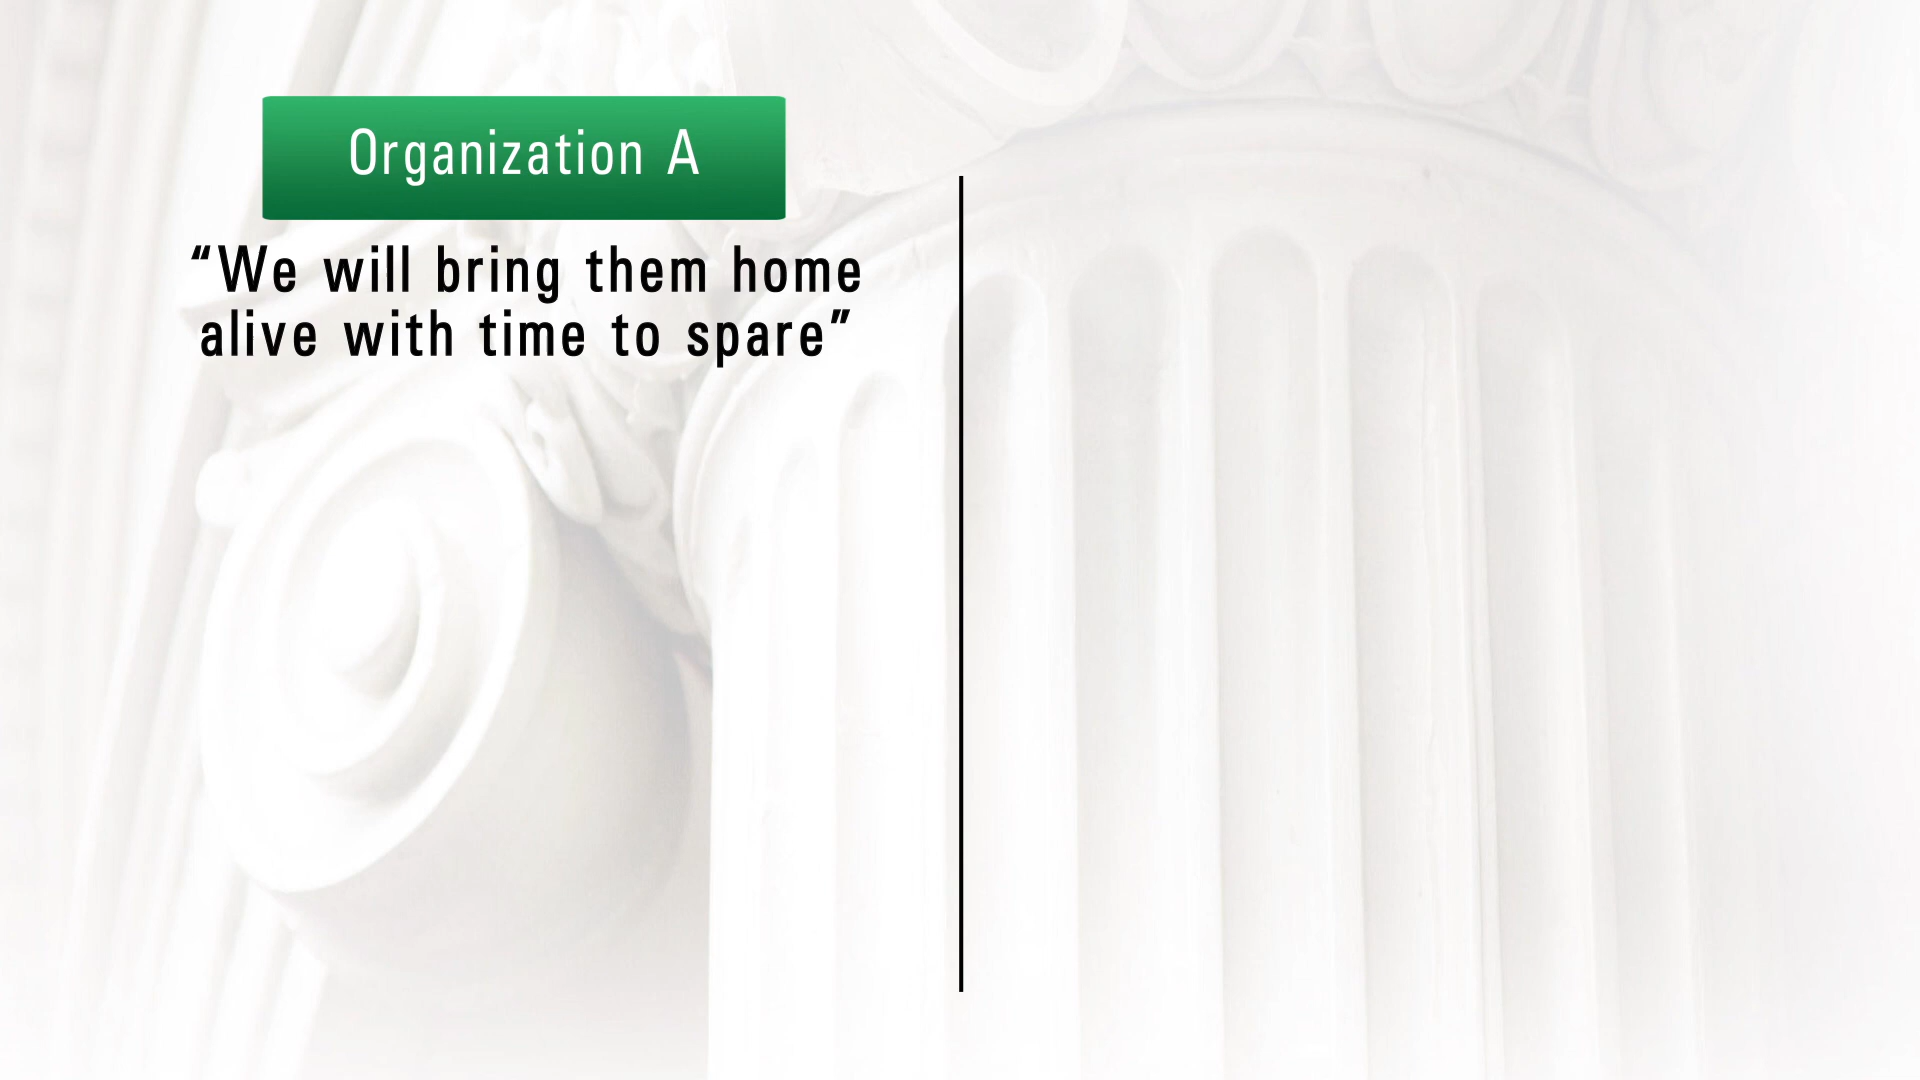 Organization A
“We will bring them home
alive with time to spare”